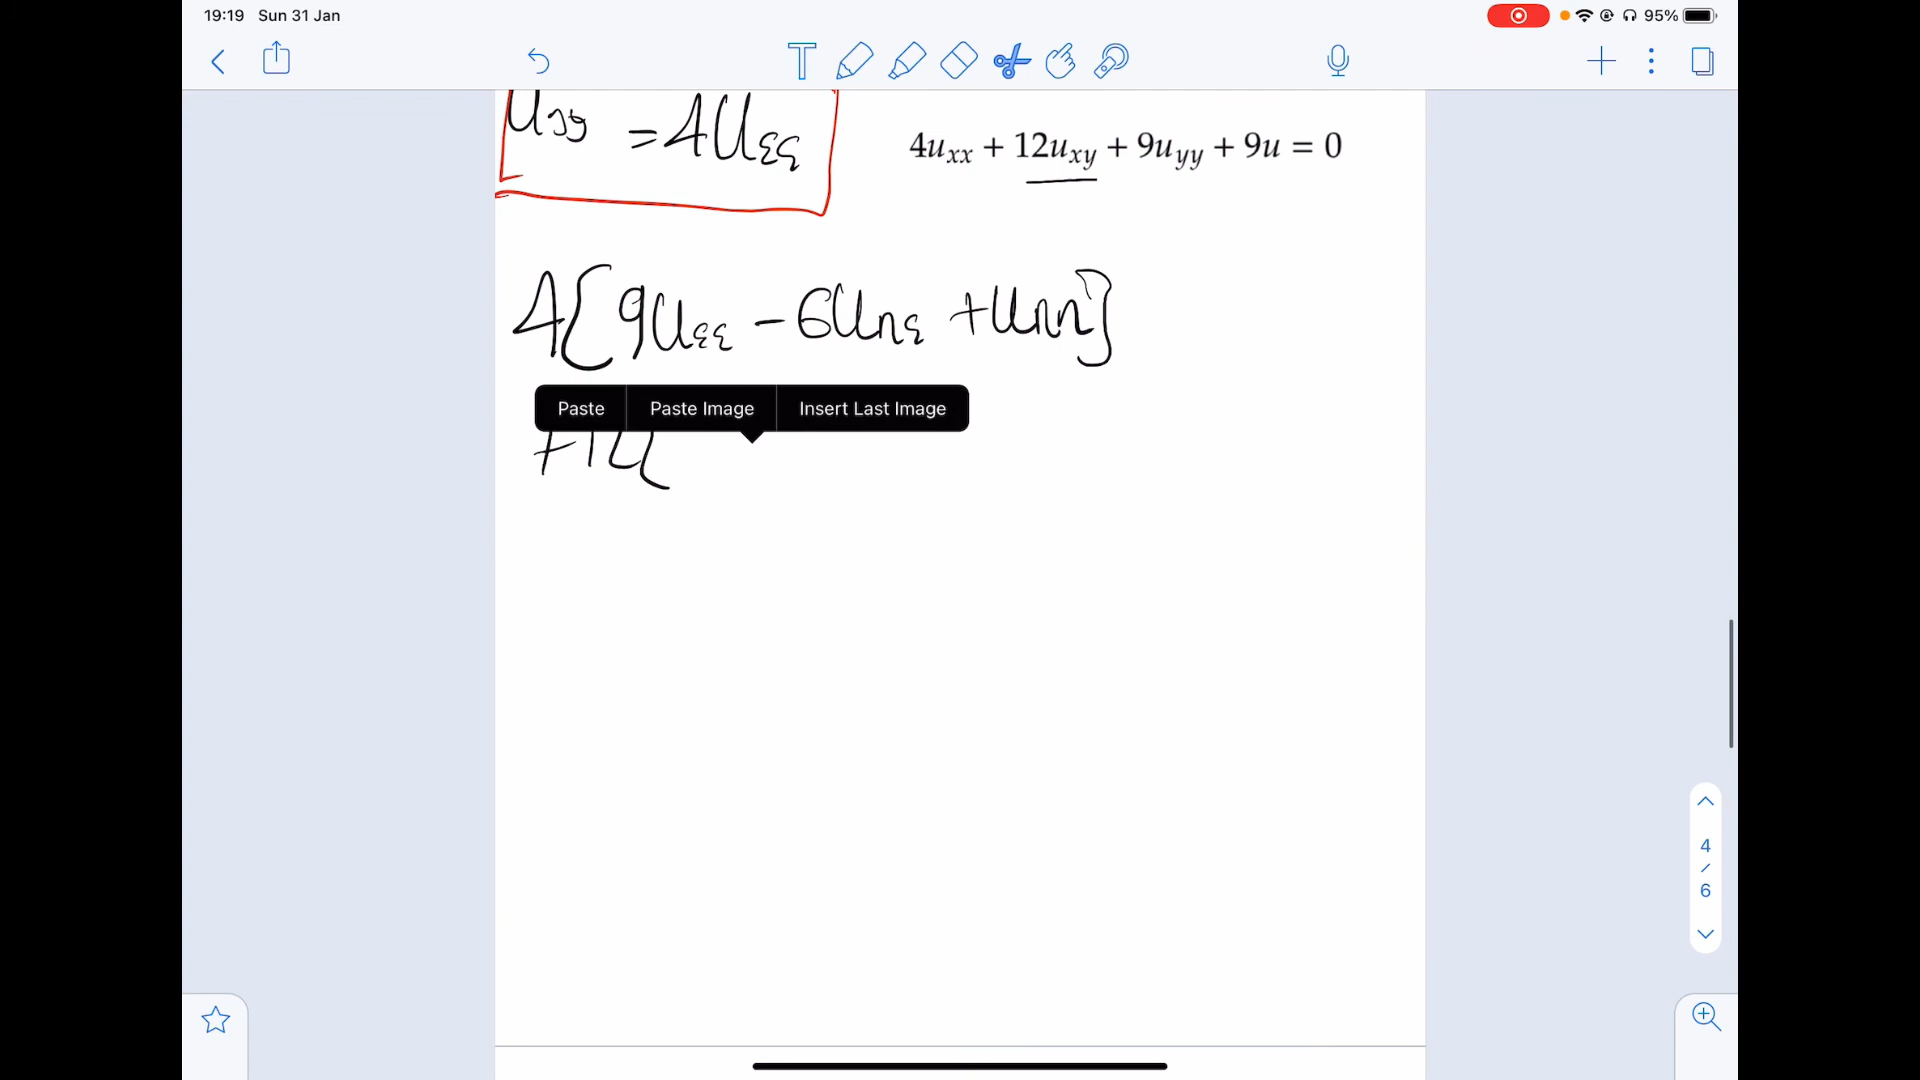 19:19 Sun 31 Jan 95%
T
= 4u_ξξ
4u_xx + 12u_xy + 9u_yy + 9u = 0
4{9u_ξξ - 6u_ηξ + u_ηη}
Paste Paste Image Insert Last Image
+12{
4
/
6